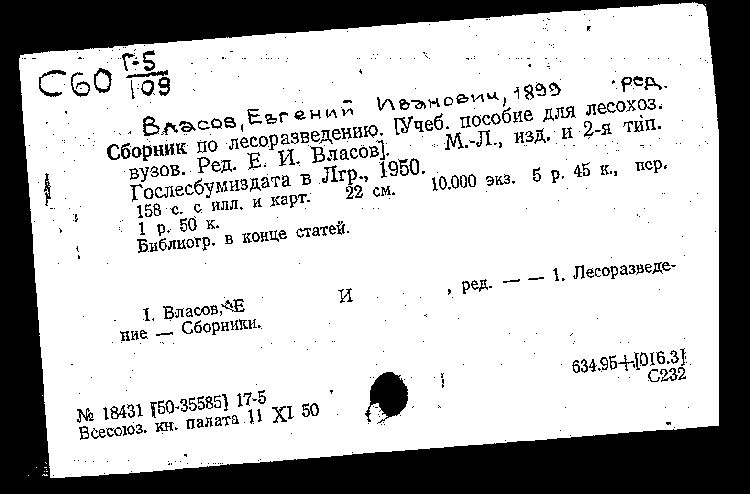 С60 Г-5
109
Власов, Евгений Иванович, 1899 ред.
Сборник по лесоразведению. [Учеб. пособие для лесохоз.
вузов. Ред. Е. И. Власов]. М.-Л., изд. и 2-я тип.
Гослесбумиздата в Лгр., 1950.
158 с. с илл. и карт. 22 см. 10.000 экз. 5 р. 45 к., пср.
1 р. 50 к.
Библиогр. в конце статей.
I. Власов, Е И , ред. — — 1. Лесоразведе-
ние — Сборники.
634.95+[016.3]
С232
№ 18431 [50-35585] 17-5
Всесоюз. кн. палата 11 XI 50